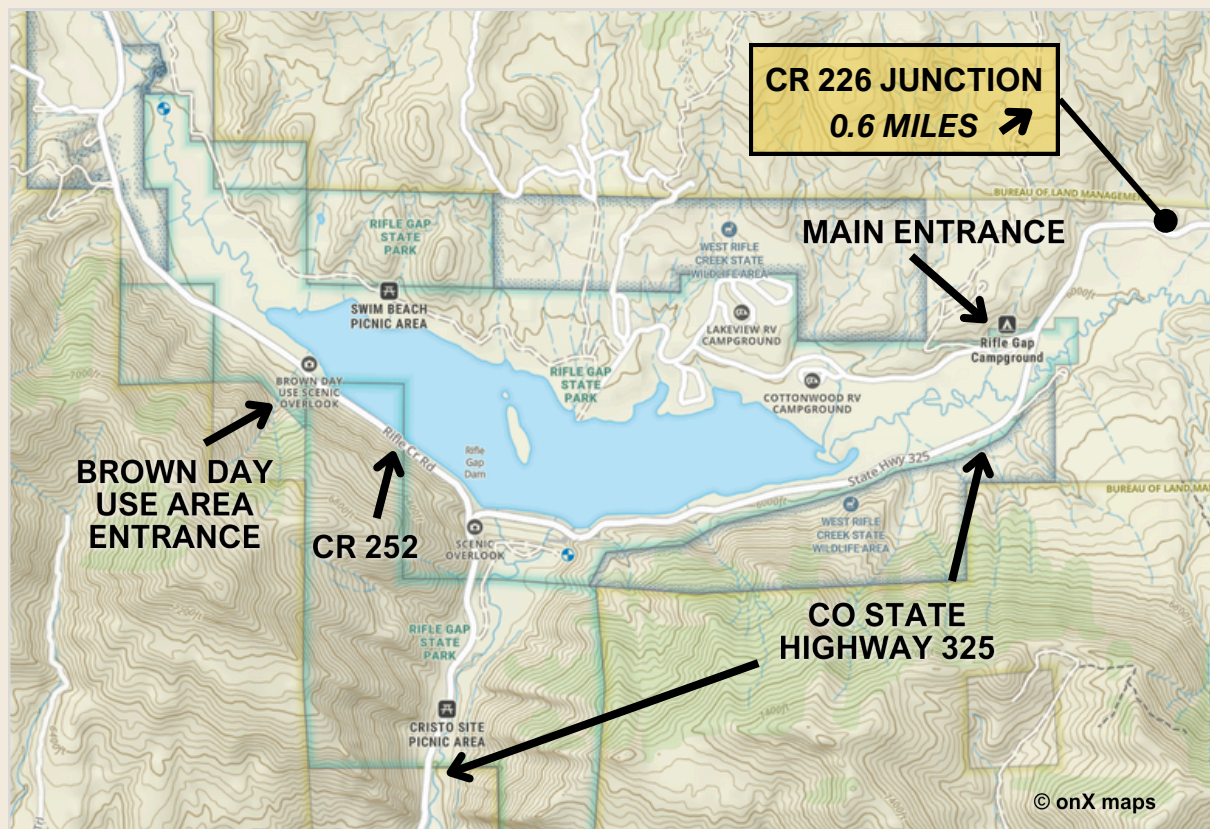 CR 226 JUNCTION
0.6 MILES
BUREAU OF LAND MANAGEMENT
MAIN ENTRANCE
RIFLE GAP
STATE
PARK
WEST RIFLE
CREEK STATE
WILDLIFE AREA
SWIM BEACH
PICNIC AREA
LAKEVIEW RV
CAMPGROUND
Rifle Gap
Campground
8000ft
7000ft
BROWN DAY
USE SCENIC
OVERLOOK
RIFLE GAP
STATE
PARK
COTTONWOOD RV
CAMPGROUND
Rifle Cr Rd
Rifle
Gap
Dam
State Hwy 325
BROWN DAY
USE AREA
ENTRANCE
CR 252
SCENIC
OVERLOOK
WEST RIFLE
CREEK STATE
WILDLIFE AREA
BUREAU OF LAND MA
CO STATE
HIGHWAY 325
RIFLE GAP
STATE
PARK
CRISTO SITE
PICNIC AREA
© onX maps